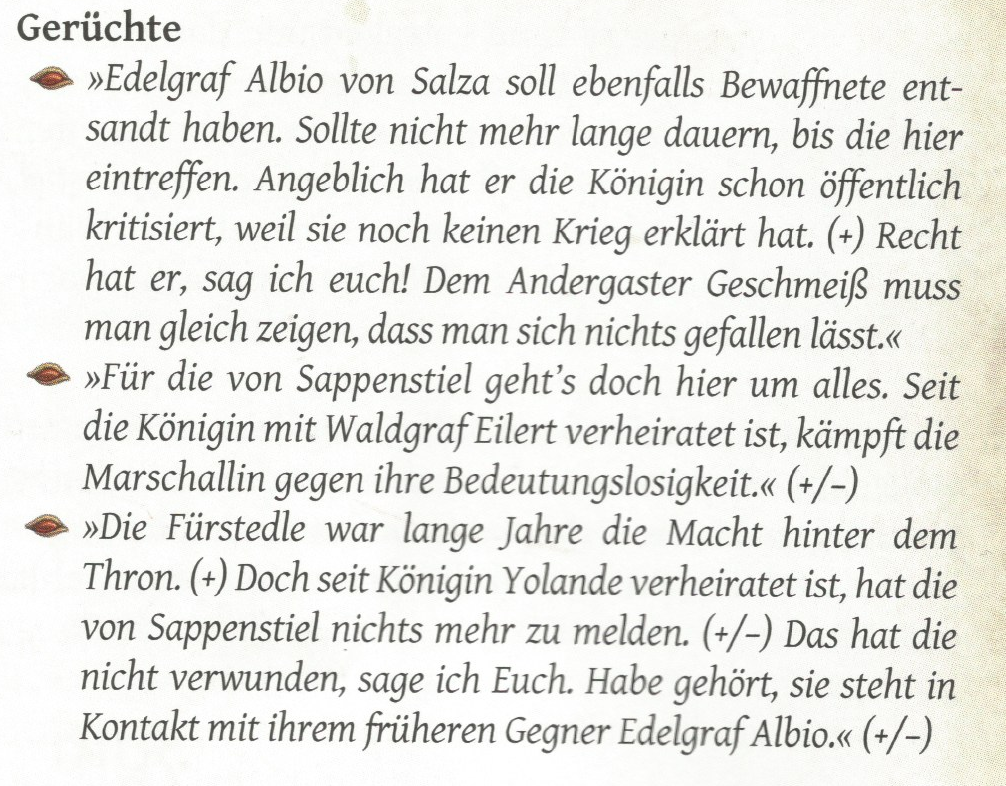 Gerüchte
»Edelgraf Albio von Salza soll ebenfalls Bewaffnete ent-
sandt haben. Sollte nicht mehr lange dauern, bis die hier
eintreffen. Angeblich hat er die Königin schon öffentlich
kritisiert, weil sie noch keinen Krieg erklärt hat. (+) Recht
hat er, sag ich euch! Dem Andergaster Geschmeiß muss
man gleich zeigen, dass man sich nichts gefallen lässt.«
»Für die von Sappenstiel geht's doch hier um alles. Seit
die Königin mit Waldgraf Eilert verheiratet ist, kämpft die
Marschallin gegen ihre Bedeutungslosigkeit.« (+/–)
»Die Fürstedle war lange Jahre die Macht hinter dem
Thron. (+) Doch seit Königin Yolande verheiratet ist, hat die
von Sappenstiel nichts mehr zu melden. (+/–) Das hat die
nicht verwunden, sage ich Euch. Habe gehört, sie steht in
Kontakt mit ihrem früheren Gegner Edelgraf Albio.« (+/–)